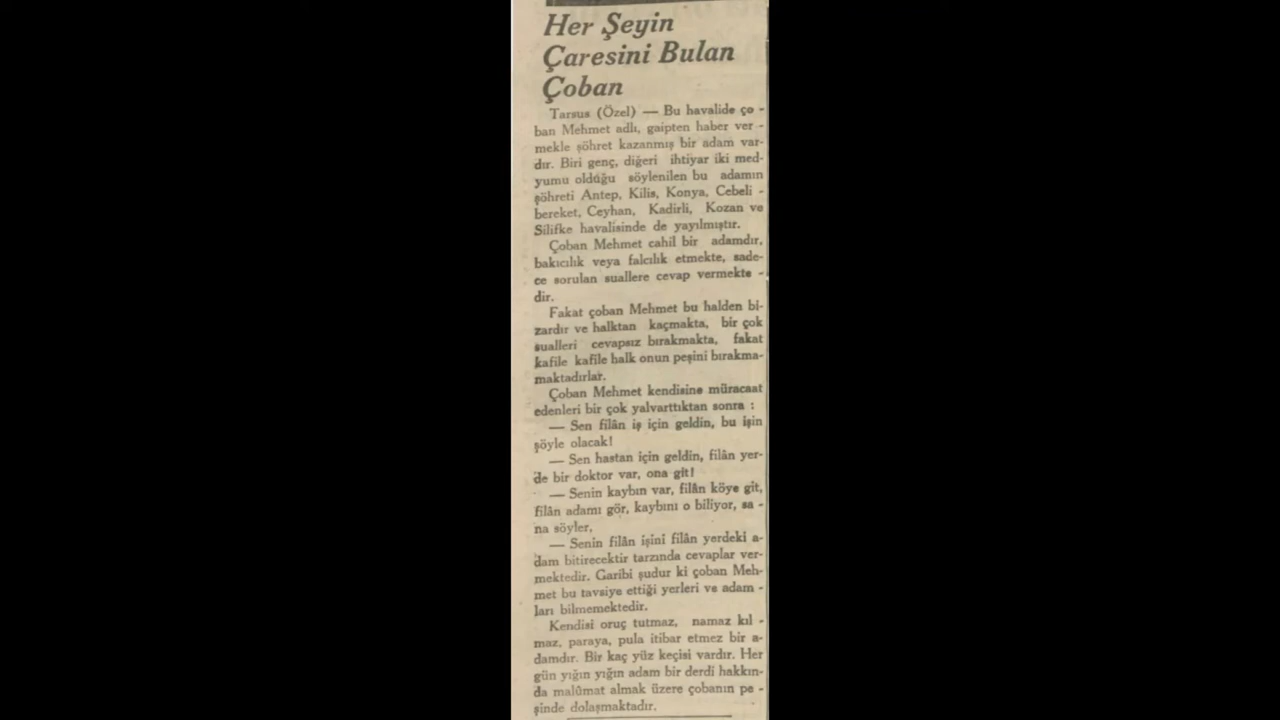 Her Şeyin
Çaresini Bulan
Çoban
Tarsus (Özel) — Bu havalide ço -
ban Mehmet adlı, gaipten haber ver -
mekle şöhret kazanmış bir adam var-
dır. Biri genç, diğeri ihtiyar iki med-
yumu olduğu söylenilen bu adamın
şöhreti Antep, Kilis, Konya, Cebeli -
bereket, Ceyhan, Kadirli, Kozan ve
Silifke havalisinde de yayılmıştır.
Çoban Mehmet cahil bir adamdır,
bakıcılık veya falcılık etmekte, sade-
ce sorulan suallere cevap vermekte -
dir.
Fakat çoban Mehmet bu halden bi-
zardır ve halktan kaçmakta, bir çok
sualleri cevapsız bırakmakta, fakat
kafile kafile halk onun peşini bırakma-
maktadırlar.
Çoban Mehmet kendisine müracaat
edenleri bir çok yalvarttıktan sonra :
— Sen filân iş için geldin, bu işin
şöyle olacak!
— Sen hastan için geldin, filân yer-
de bir doktor var, ona git!
— Senin kaybın var, filân köye git,
filân adamı gör, kaybını o biliyor, sa -
na söyler,
— Senin filân işini filân yerdeki a-
dam bitirecektir tarzında cevaplar ver-
mektedir. Garibi şudur ki çoban Meh-
met bu tavsiye ettiği yerleri ve adam -
ları bilmemektedir.
Kendisi oruç tutmaz, namaz kıl -
maz, paraya, pula itibar etmez bir a-
damdır. Bir kaç yüz keçisi vardır. Her
gün yığın yığın adam bir derdi hakkın-
da malûmat almak üzere çobanın pe -
şinde dolaşmaktadır.